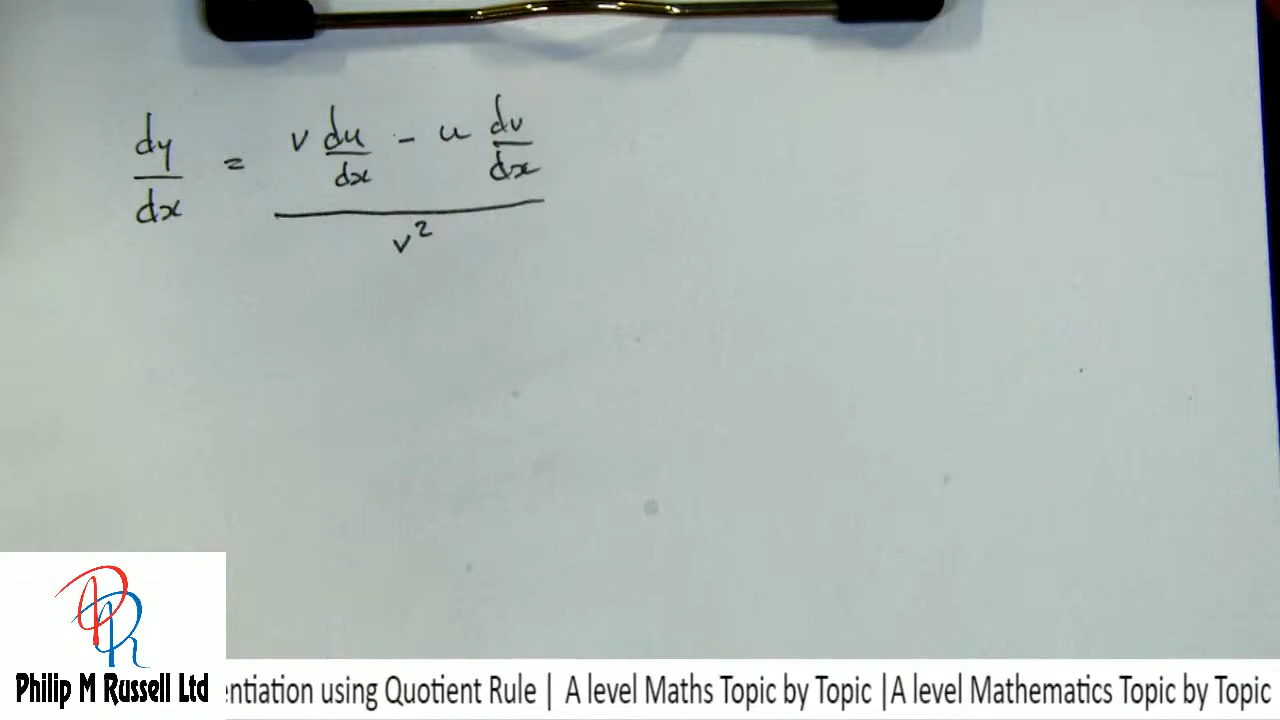 dy/dx = (v du/dx - u dv/dx) / v²
Philip M Russell Ltd
entiation using Quotient Rule | A level Maths Topic by Topic |A level Mathematics Topic by Topic